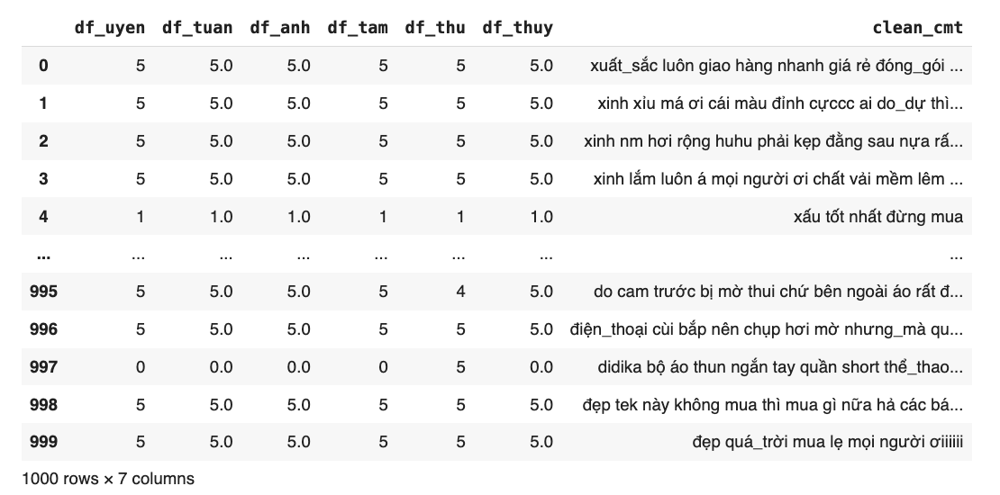 df_uyen df_tuan df_anh df_tam df_thu df_thuy clean_cmt
0 5 5.0 5.0 5 5 5.0 xuất_sắc luôn giao hàng nhanh giá rẻ đóng_gói ...
1 5 5.0 5.0 5 5 5.0 xinh xỉu má ơi cái màu đỉnh cựccc ai do_dự thì...
2 5 5.0 5.0 5 5 5.0 xinh nm hơi rộng huhu phải kẹp đằng sau nựa rấ...
3 5 5.0 5.0 5 5 5.0 xinh lắm luôn á mọi người ơi chất vải mềm lêm ...
4 1 1.0 1.0 1 1 1.0 xấu tốt nhất đừng mua
... ... ... ... ... ... ... ...
995 5 5.0 5.0 5 4 5.0 do cam trước bị mờ thui chứ bên ngoài áo rất đ...
996 5 5.0 5.0 5 5 5.0 điện_thoại cùi bắp nên chụp hơi mờ nhưng_mà qu...
997 0 0.0 0.0 0 5 0.0 didika bộ áo thun ngắn tay quần short thể_thao...
998 5 5.0 5.0 5 5 5.0 đẹp tek này không mua thì mua gì nữa hả các bá...
999 5 5.0 5.0 5 5 5.0 đẹp quá_trời mua lẹ mọi người ơiiiiii
1000 rows × 7 columns